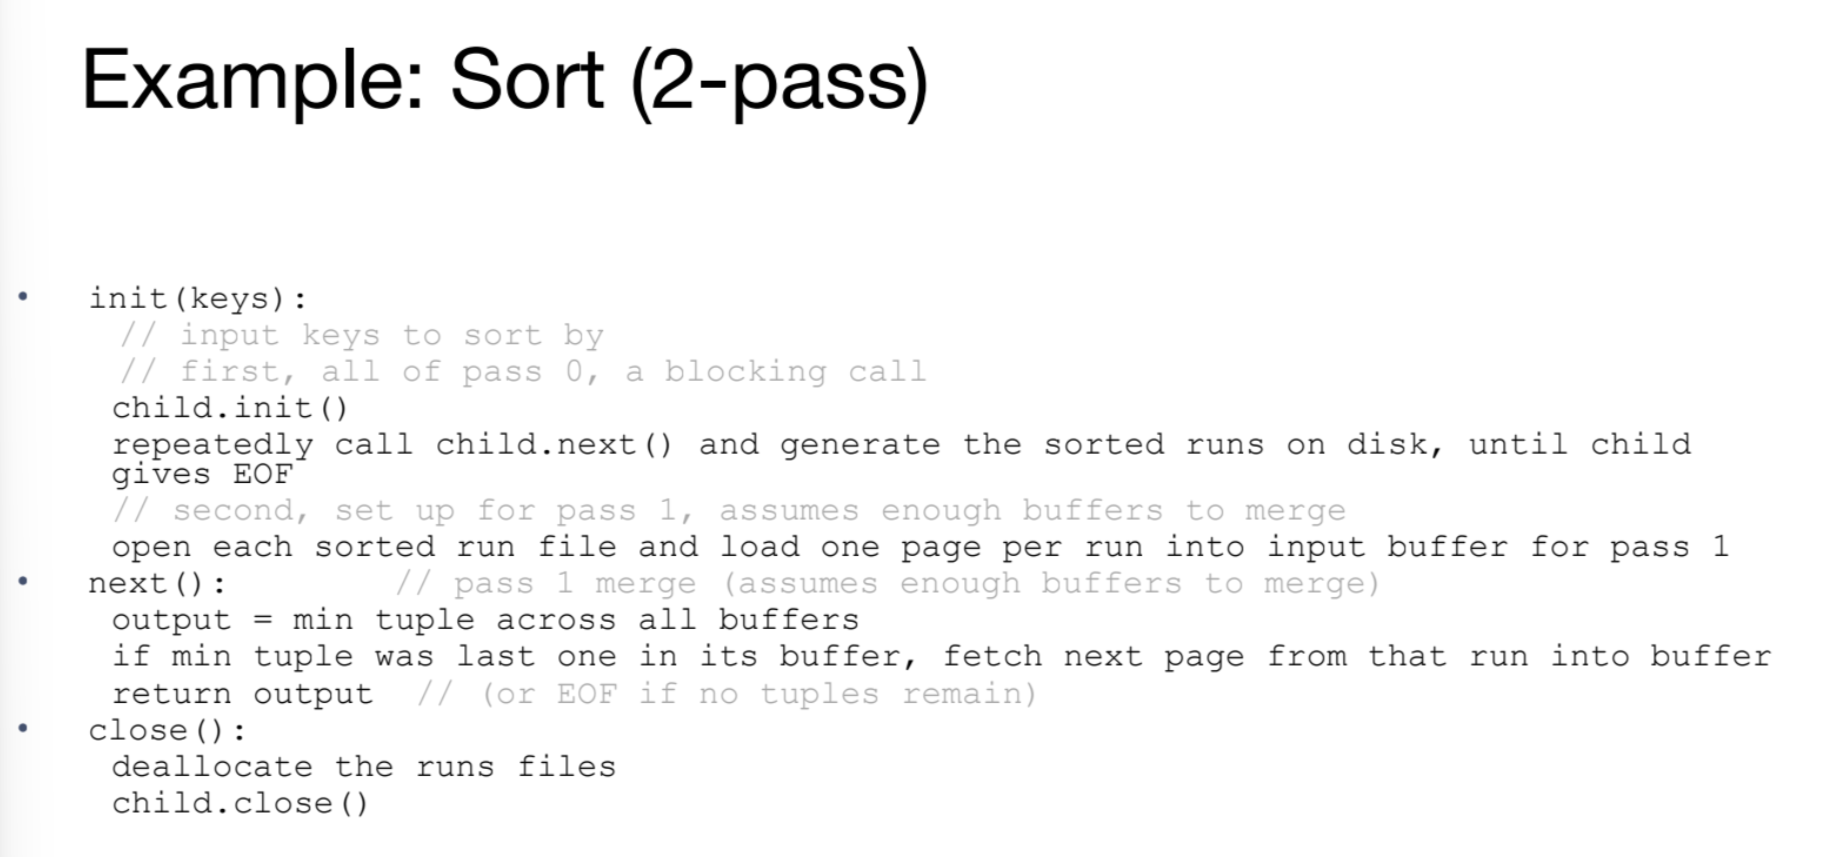 Example: Sort (2-pass)
• init(keys):
// input keys to sort by
// first, all of pass 0, a blocking call
child.init()
repeatedly call child.next() and generate the sorted runs on disk, until child
gives EOF
// second, set up for pass 1, assumes enough buffers to merge
open each sorted run file and load one page per run into input buffer for pass 1
• next(): // pass 1 merge (assumes enough buffers to merge)
output = min tuple across all buffers
if min tuple was last one in its buffer, fetch next page from that run into buffer
return output // (or EOF if no tuples remain)
• close():
deallocate the runs files
child.close()